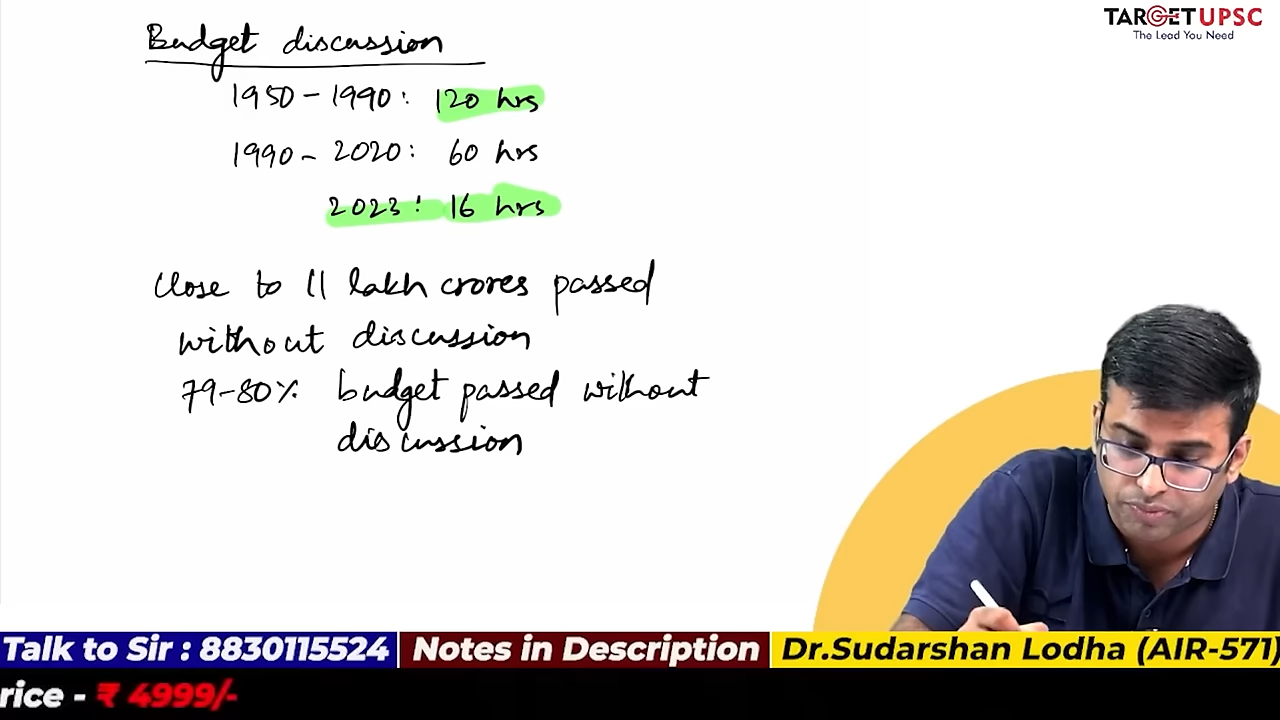 TARGET UPSC
The Lead You Need
Budget discussion
1950 - 1990: 120 hrs
1990 - 2020: 60 hrs
2023: 16 hrs
Close to 11 lakh crores passed
without discussion
79-80% budget passed without
discussion
Talk to Sir : 8830115524 Notes in Description Dr.Sudarshan Lodha (AIR-571)
rice - ₹ 4999/-